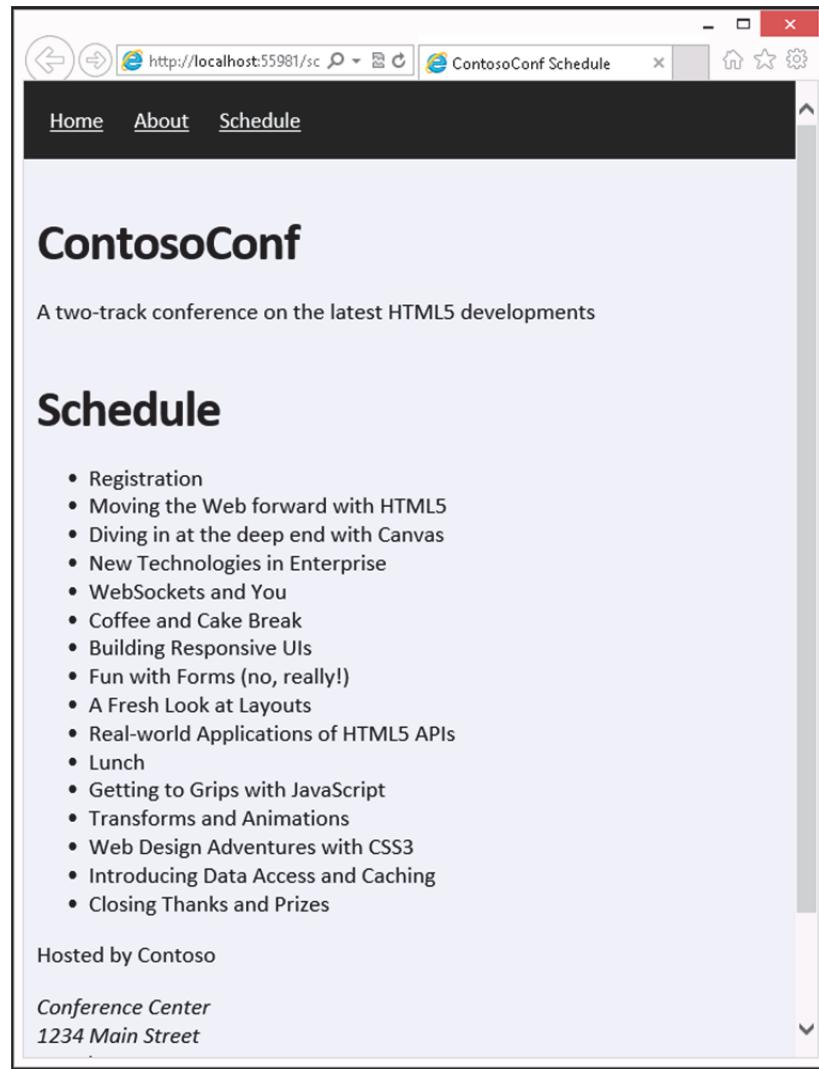 http://localhost:55981/sc
ContosoConf Schedule
Home About Schedule
ContosoConf
A two-track conference on the latest HTML5 developments
Schedule
• Registration
• Moving the Web forward with HTML5
• Diving in at the deep end with Canvas
• New Technologies in Enterprise
• WebSockets and You
• Coffee and Cake Break
• Building Responsive UIs
• Fun with Forms (no, really!)
• A Fresh Look at Layouts
• Real-world Applications of HTML5 APIs
• Lunch
• Getting to Grips with JavaScript
• Transforms and Animations
• Web Design Adventures with CSS3
• Introducing Data Access and Caching
• Closing Thanks and Prizes
Hosted by Contoso
Conference Center
1234 Main Street